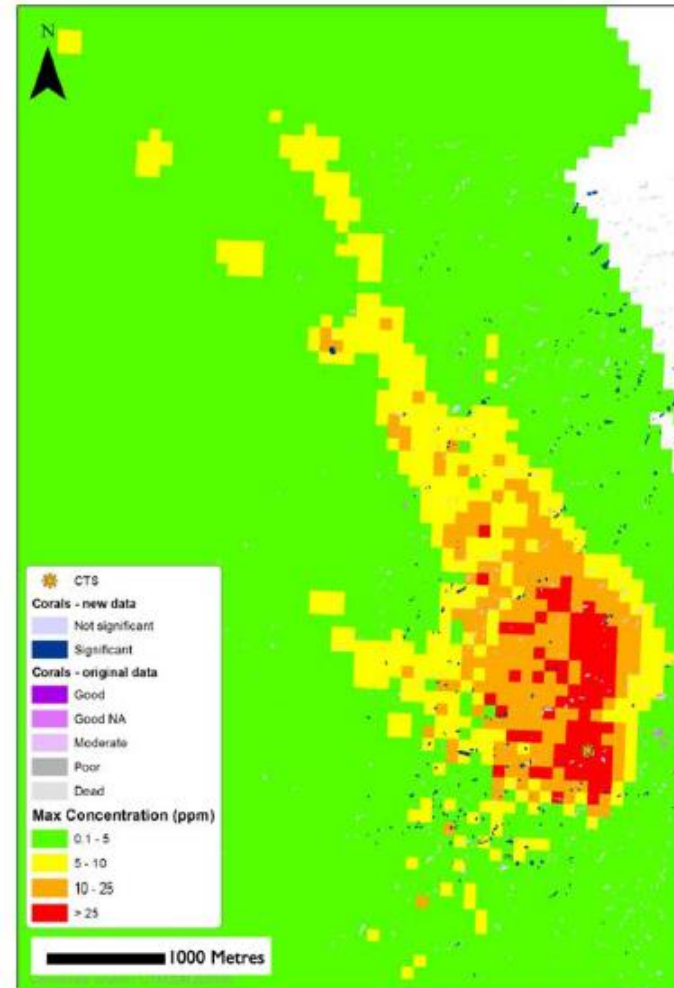 N
CTS
Corals - new data
Not significant
Significant
Corals - original data
Good
Good NA
Moderate
Poor
Dead
Max Concentration (ppm)
0.1 - 5
5 - 10
10 - 25
> 25
1000 Metres